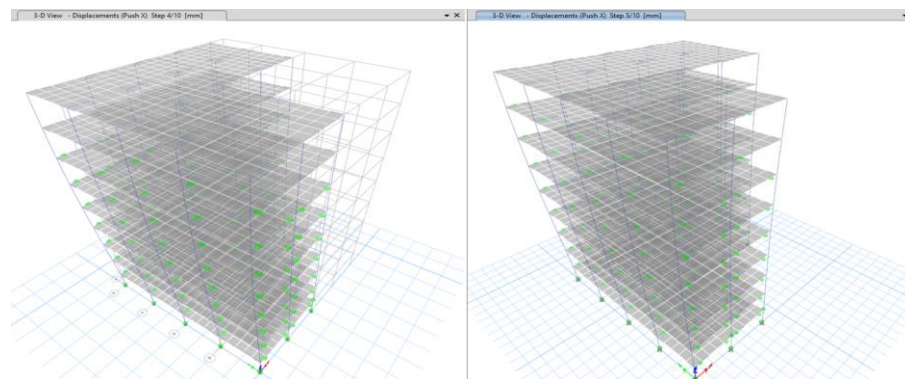 3-D View - Displacements (Push X) Step 4/10 [mm]
3-D View - Displacements (Push X) Step 5/10 [mm]